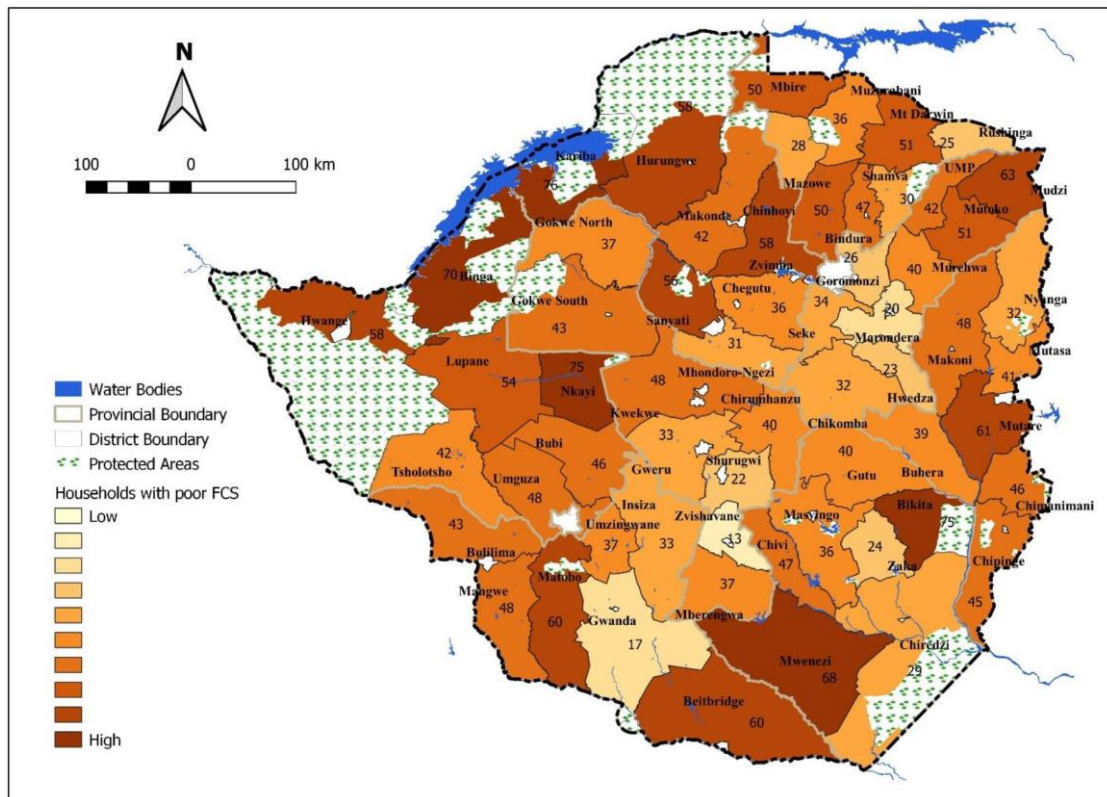 N
100 0 100 km
50
Mbire
Muzarabani
36
Mt Darwin
58
Rushinga
28
51
25
Kariba
Hurungwe
Shamva
UMP
63
76
Mazowe
30
Mudzi
Gokwe North
Makonde
Chinhoyi
50
47
42
Mutoko
37
42
58
Bindura
51
70
Binga
Zvimba
26
40
Murehwa
56
Chegutu
Goromonzi
Nyanga
Gokwe South
36
34
20
32
Hwange
58
43
Sanyati
Seke
Marondera
48
Mutasa
Lupane
75
31
23
Makoni
41
54
Nkayi
48
Mhondoro-Ngezi
32
Hwedza
Kwekwe
Chirumhanzu
61
Mutare
Bubi
33
40
Chikomba
39
42
46
Gweru
Shurugwi
40
Buhera
Tsholotsho
Umguza
22
Gutu
46
48
Insiza
Bikita
Chimanimani
43
Umzingwane
Zvishavane
Masvingo
75
Bulilima
37
33
13
Chivi
36
24
Chipinge
Matobo
47
Zaka
Mangwe
37
45
48
60
Gwanda
Mberengwa
17
Chiredzi
Mwenezi
29
68
Beitbridge
60
Water Bodies
Provincial Boundary
District Boundary
Protected Areas
Households with poor FCS
Low
High